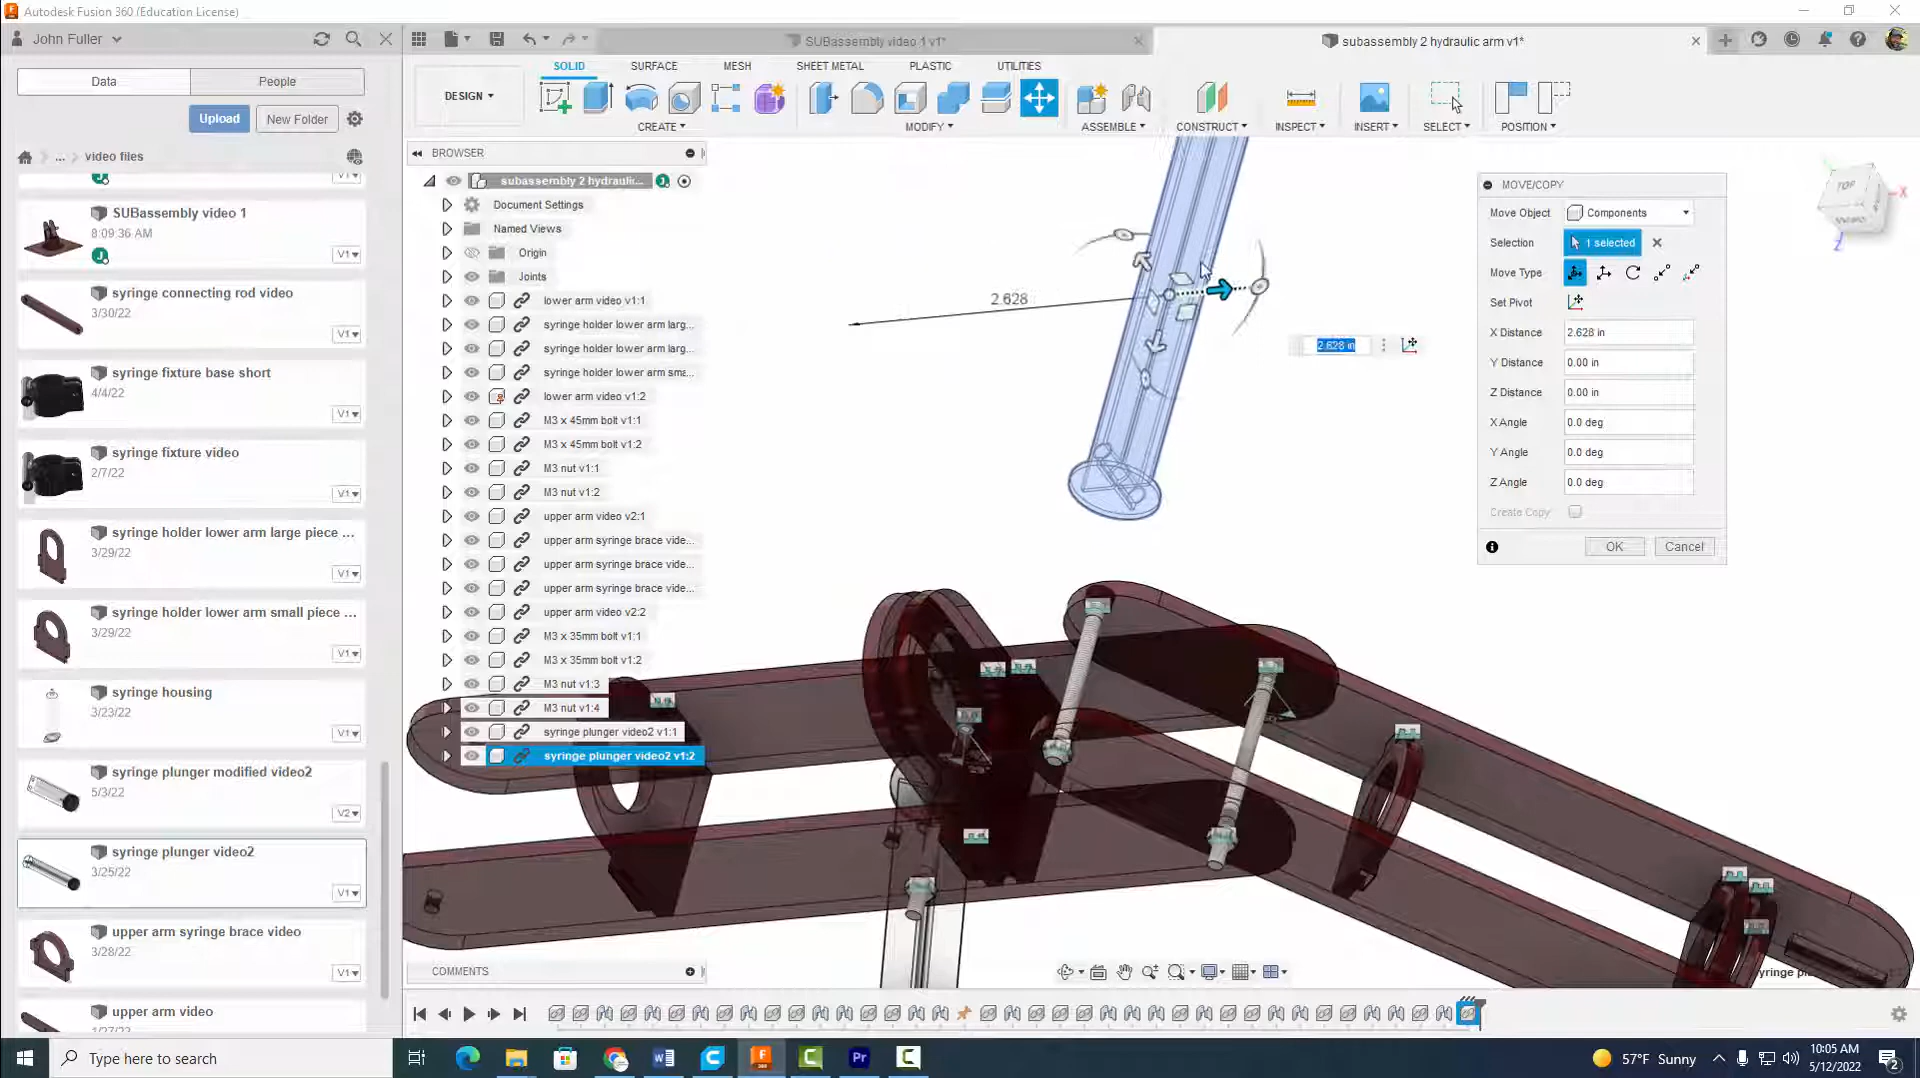 Autodesk Fusion 360 (Education License)
John Fuller
SUBassembly video 1 v1*
subassembly 2 hydraulic arm v1*
Data
People
Upload
New Folder
... video files
V1
SUBassembly video 1
8:09:36 AM
V1
syringe connecting rod video
3/30/22
V1
syringe fixture base short
4/4/22
V1
syringe fixture video
2/7/22
V1
syringe holder lower arm large piece ...
3/29/22
V1
syringe holder lower arm small piece ...
3/29/22
V1
syringe housing
3/23/22
V1
syringe plunger modified video2
5/3/22
V2
syringe plunger video2
3/25/22
V1
upper arm syringe brace video
3/28/22
V1
upper arm video
SOLID
SURFACE
MESH
SHEET METAL
PLASTIC
UTILITIES
DESIGN
CREATE
MODIFY
ASSEMBLE
CONSTRUCT
INSPECT
INSERT
SELECT
POSITION
BROWSER
subassembly 2 hydraulic...
Document Settings
Named Views
Origin
Joints
lower arm video v1:1
syringe holder lower arm larg...
syringe holder lower arm larg...
syringe holder lower arm sma...
lower arm video v1:2
M3 x 45mm bolt v1:1
M3 x 45mm bolt v1:2
M3 nut v1:1
M3 nut v1:2
upper arm video v2:1
upper arm syringe brace vide...
upper arm syringe brace vide...
upper arm syringe brace vide...
upper arm video v2:2
M3 x 35mm bolt v1:1
M3 x 35mm bolt v1:2
M3 nut v1:3
M3 nut v1:4
syringe plunger video2 v1:1
syringe plunger video2 v1:2
2.628
2.628 in
MOVE/COPY
Move Object
Components
Selection
1 selected
Move Type
Set Pivot
X Distance
2.628 in
Y Distance
0.00 in
Z Distance
0.00 in
X Angle
0.0 deg
Y Angle
0.0 deg
Z Angle
0.0 deg
Create Copy
OK
Cancel
TOP
X
Z
COMMENTS
Type here to search
57°F Sunny
10:05 AM
5/12/2022
2